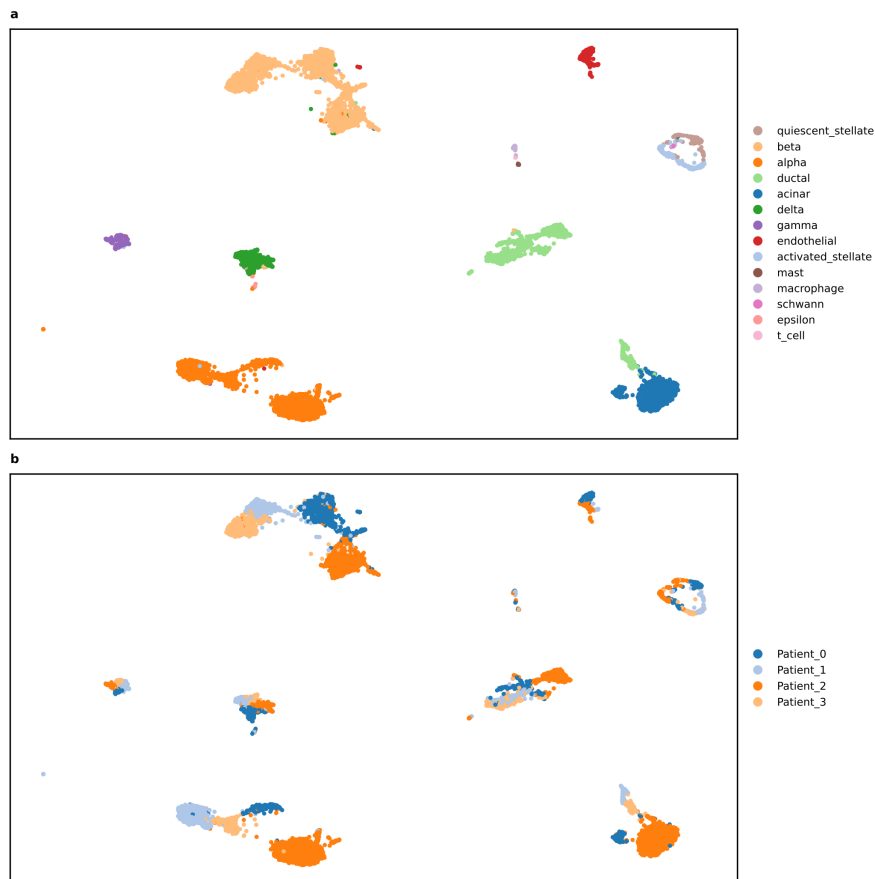 a
quiescent_stellate
beta
alpha
ductal
acinar
delta
gamma
endothelial
activated_stellate
mast
macrophage
schwann
epsilon
t_cell
b
Patient_0
Patient_1
Patient_2
Patient_3